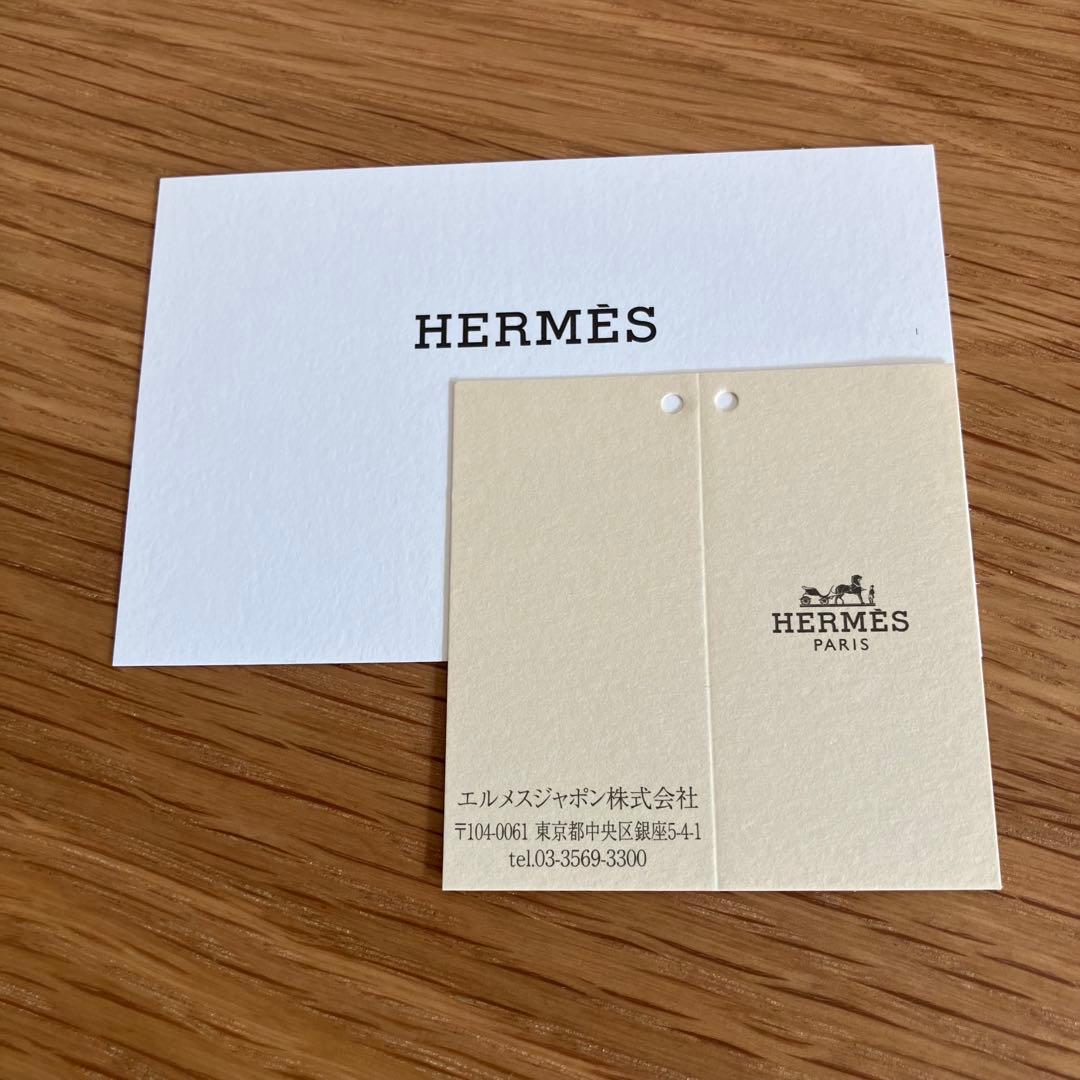 HERMÈS
HERMÈS
PARIS
エルメスジャポン株式会社
〒104-0061 東京都中央区銀座5-4-1
tel.03-3569-3300